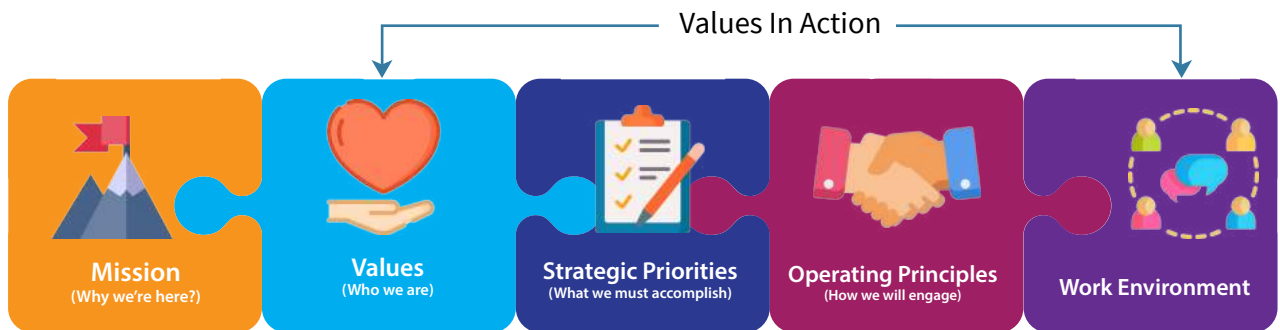 Values In Action
Mission
(Why we're here?)
Values
(Who we are)
Strategic Priorities
(What we must accomplish)
Operating Principles
(How we will engage)
Work Environment